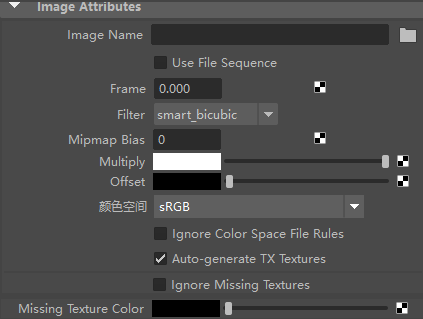 Image Attributes
Image Name
Use File Sequence
Frame 0.000
Filter smart_bicubic
Mipmap Bias 0
Multiply
Offset
颜色空间 sRGB
Ignore Color Space File Rules
Auto-generate TX Textures
Ignore Missing Textures
Missing Texture Color